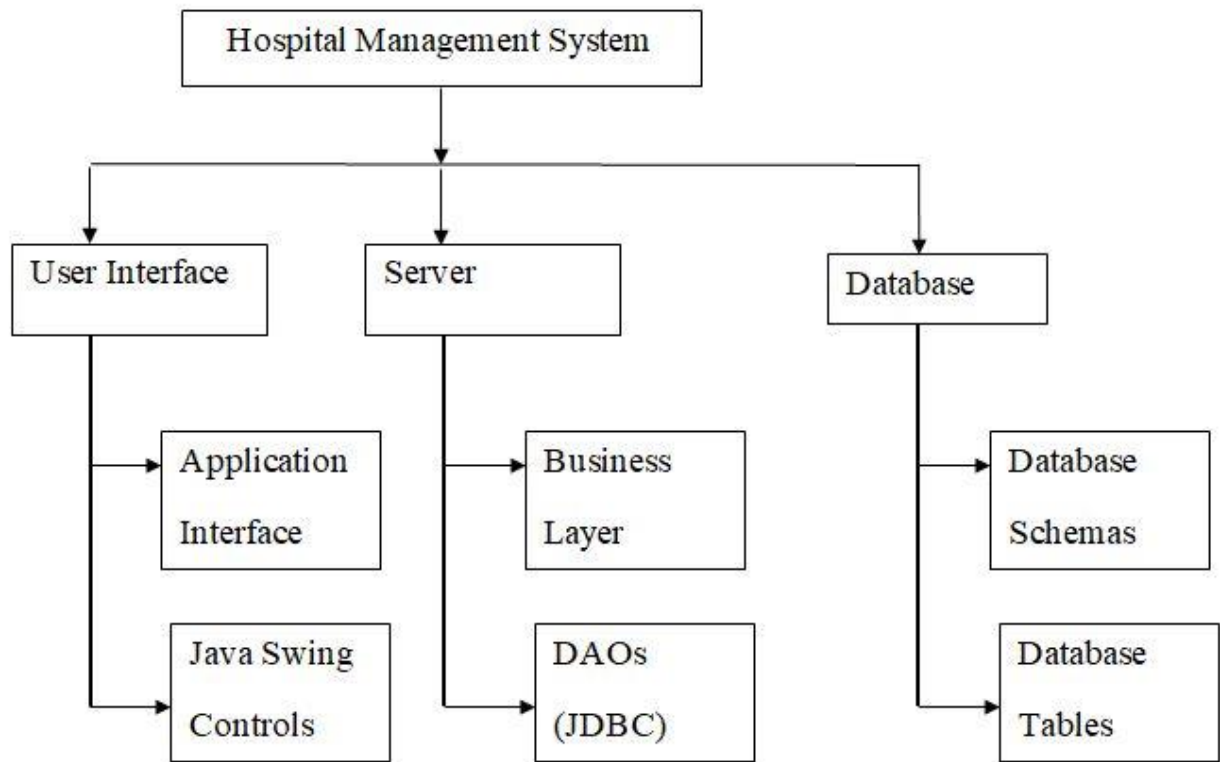 Hospital Management System
User Interface
Server
Database
Application
Interface
Business
Layer
Database
Schemas
Java Swing
Controls
DAOs
(JDBC)
Database
Tables